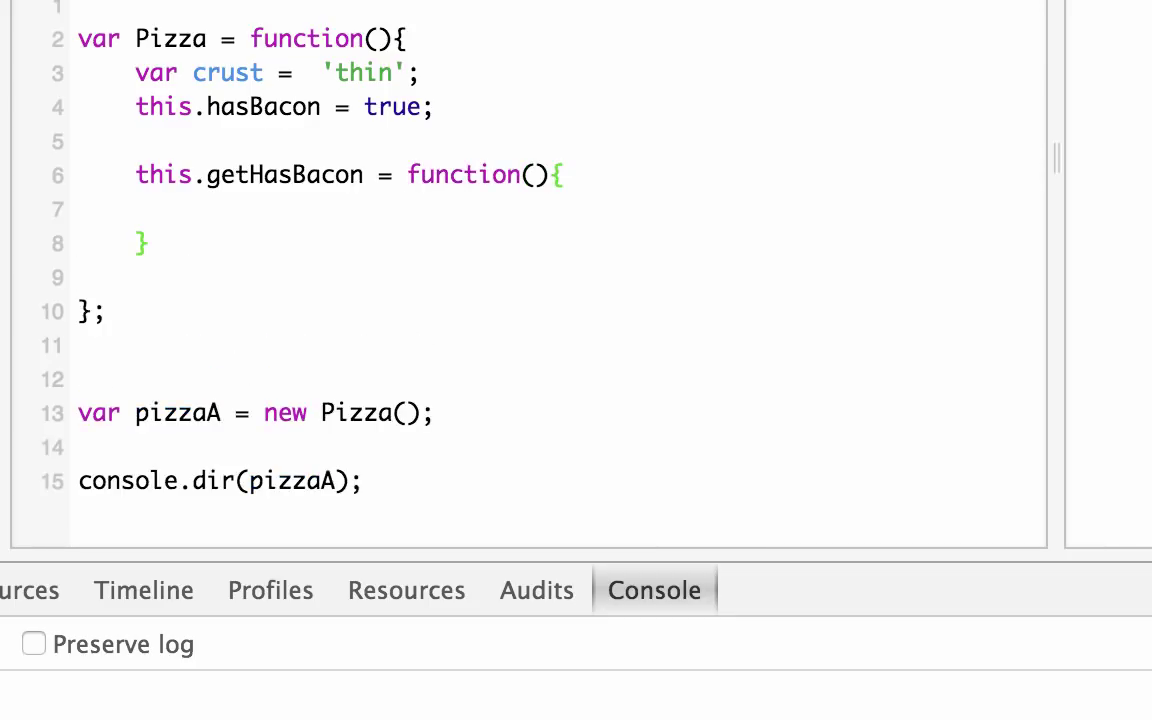 1
2 var Pizza = function(){
3     var crust =  'thin';
4     this.hasBacon = true;
5
6     this.getHasBacon = function(){
7
8     }
9
10 };
11
12
13 var pizzaA = new Pizza();
14
15 console.dir(pizzaA);
urces Timeline Profiles Resources Audits Console
Preserve log